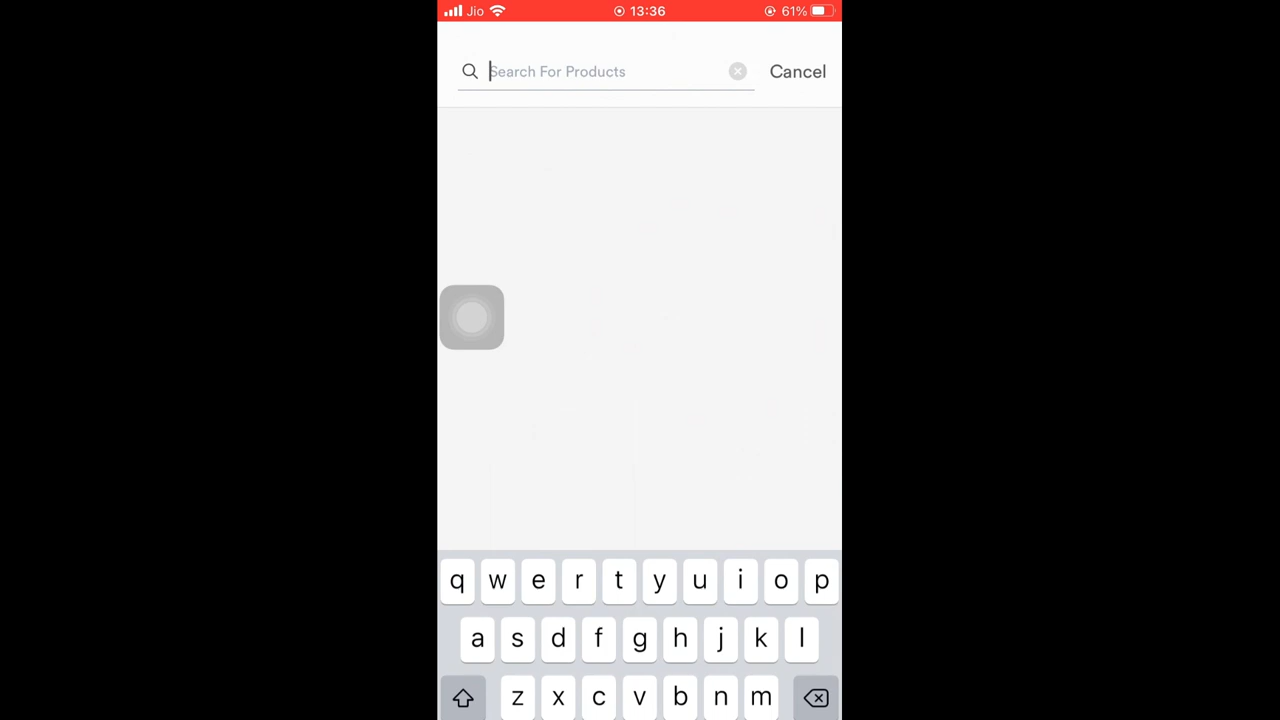 Jio 13:36 61%
Search For Products Cancel
q w e r t y u i o p
a s d f g h j k l
z x c v b n m